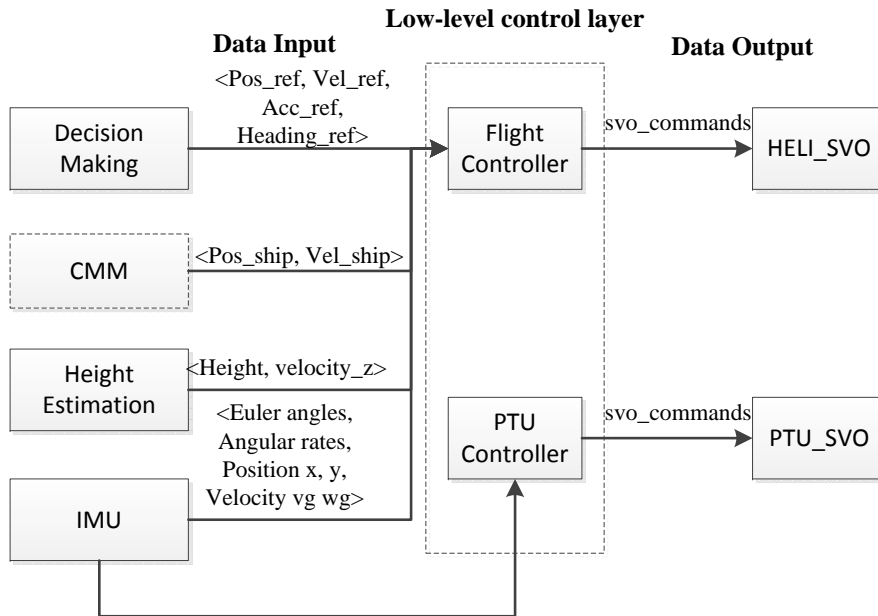 Low-level control layer
Data Input
Data Output
<Pos_ref, Vel_ref,
Acc_ref,
Heading_ref>
Decision
Making
Flight
Controller
svo_commands
HELI_SVO
CMM
<Pos_ship, Vel_ship>
Height
Estimation
<Height, velocity_z>
<Euler angles,
Angular rates,
Position x, y,
Velocity vg wg>
IMU
PTU
Controller
svo_commands
PTU_SVO